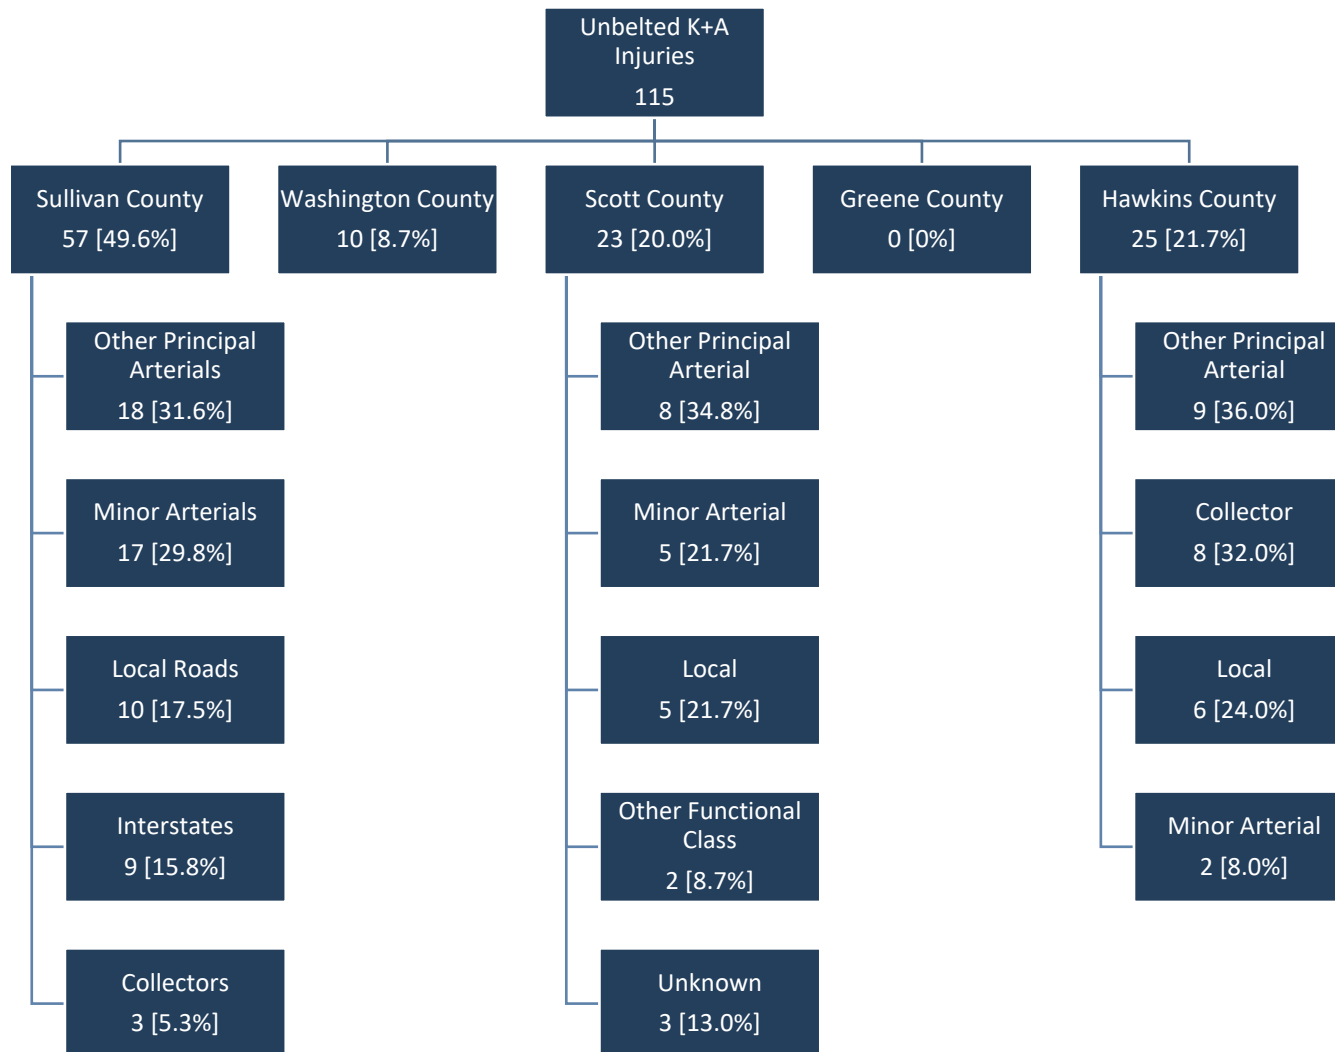 Unbelted K+A
Injuries
115
Sullivan County
57 [49.6%]
Washington County
10 [8.7%]
Scott County
23 [20.0%]
Greene County
0 [0%]
Hawkins County
25 [21.7%]
Other Principal
Arterials
18 [31.6%]
Minor Arterials
17 [29.8%]
Local Roads
10 [17.5%]
Interstates
9 [15.8%]
Collectors
3 [5.3%]
Other Principal
Arterial
8 [34.8%]
Minor Arterial
5 [21.7%]
Local
5 [21.7%]
Other Functional
Class
2 [8.7%]
Unknown
3 [13.0%]
Other Principal
Arterial
9 [36.0%]
Collector
8 [32.0%]
Local
6 [24.0%]
Minor Arterial
2 [8.0%]